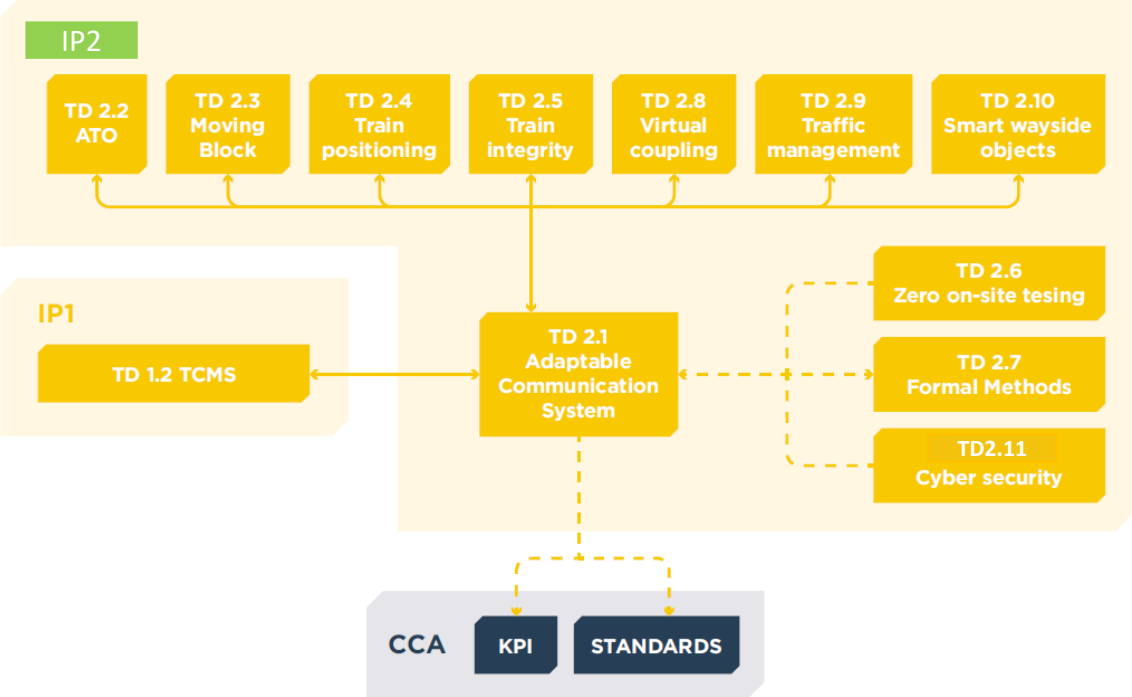 IP2
TD 2.2
ATO
TD 2.3
Moving
Block
TD 2.4
Train
positioning
TD 2.5
Train
integrity
TD 2.8
Virtual
coupling
TD 2.9
Traffic
management
TD 2.10
Smart wayside
objects
TD 2.6
Zero on-site tesing
IP1
TD 1.2 TCMS
TD 2.1
Adaptable
Communication
System
TD 2.7
Formal Methods
TD2.11
Cyber security
CCA
KPI
STANDARDS